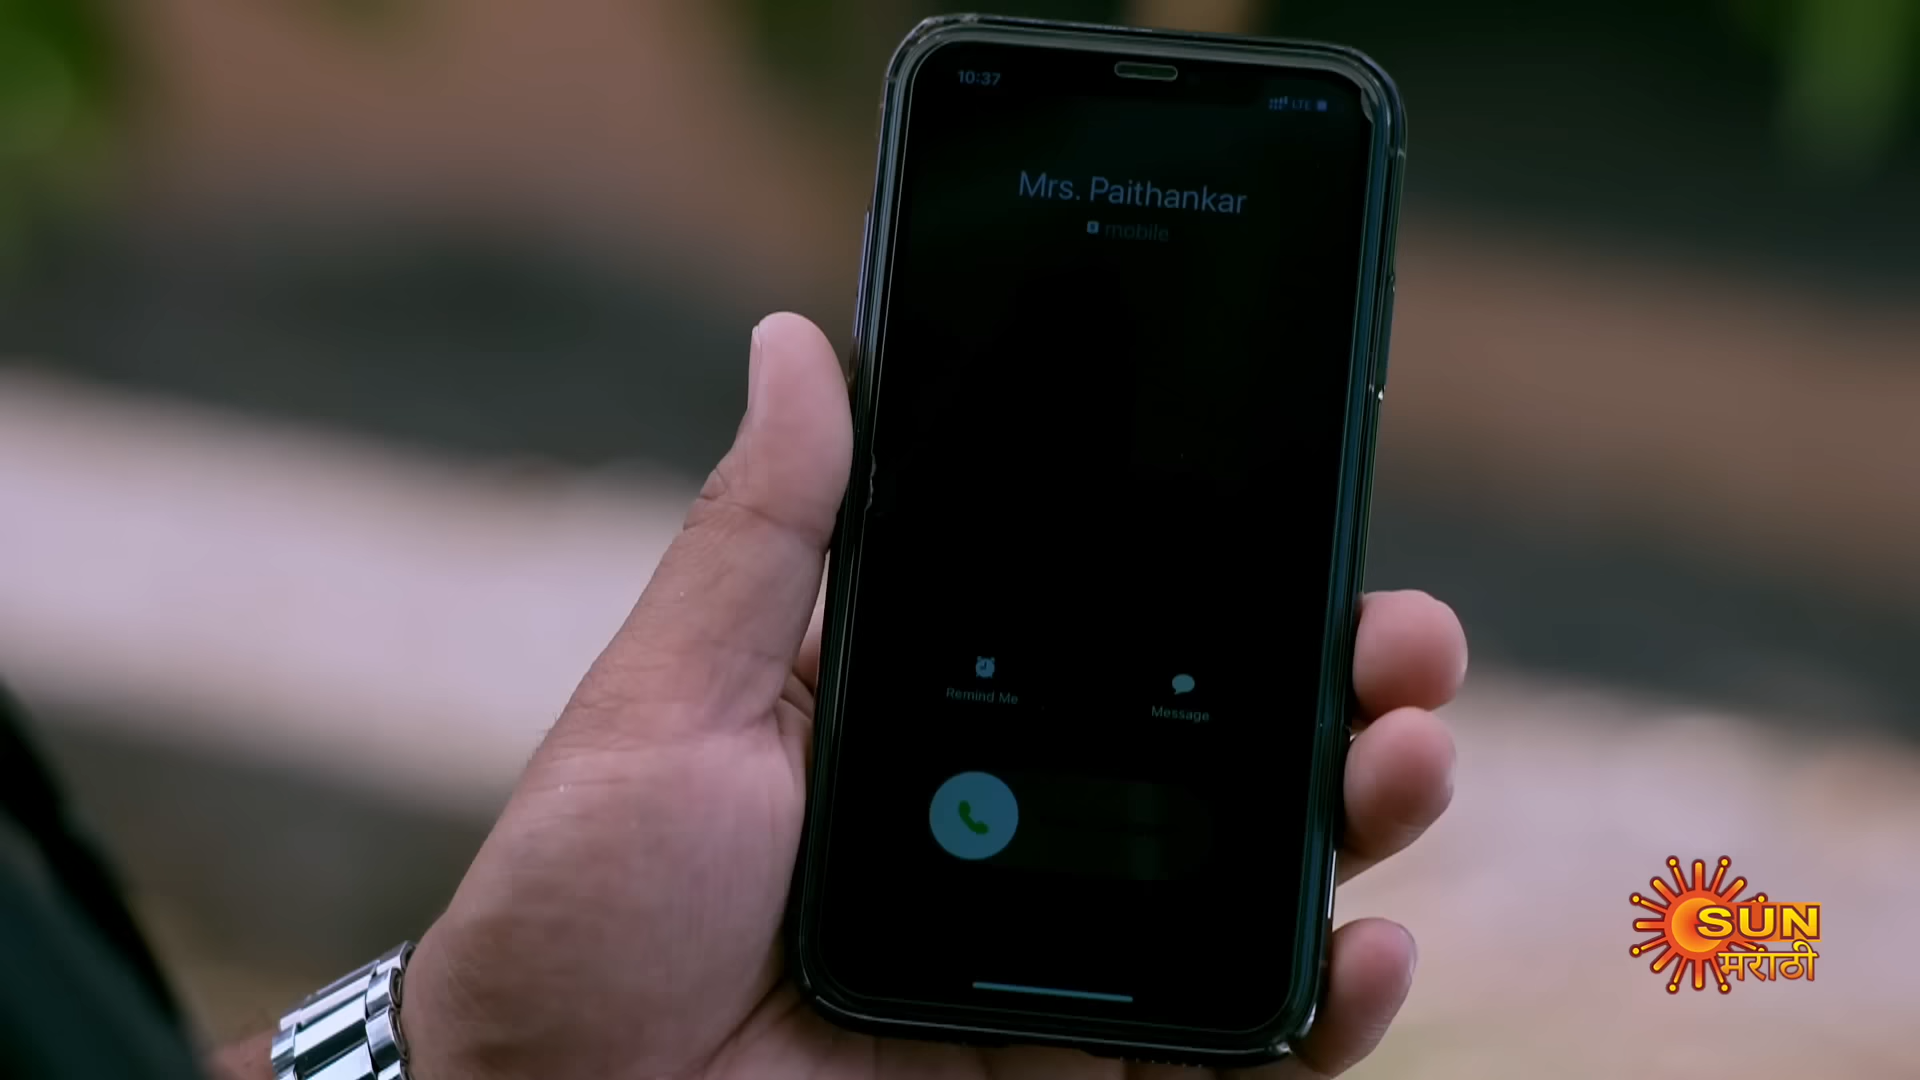 10:37
LTE
Mrs. Paithankar
mobile
Remind Me
Message
SUN
मराठी